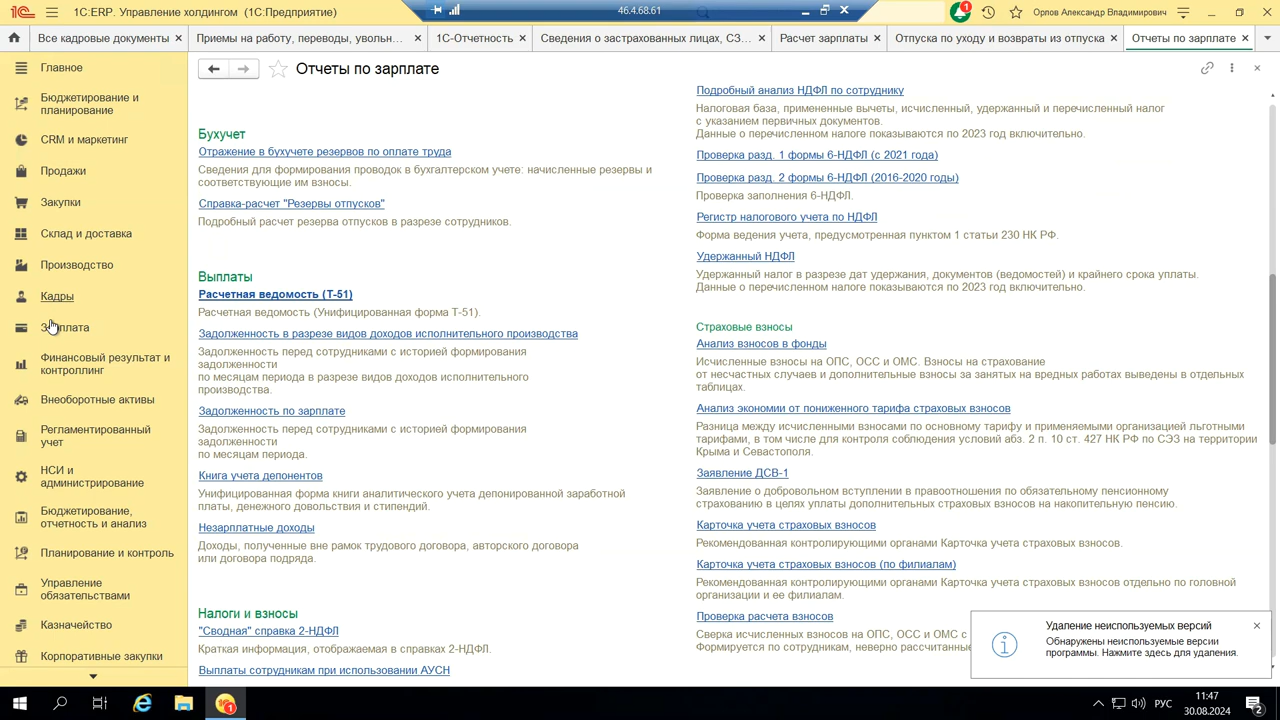 1С:ERP. Управление холдингом (1С:Предприятие)
46.4.68.61
1
Орлов Александр Владимирович
Все кадровые документы
Приемы на работу, переводы, увольн...
1С-Отчетность
Сведения о застрахованных лицах, СЗ...
Расчет зарплаты
Отпуска по уходу и возвраты из отпуска
Отчеты по зарплате
Главное
Бюджетирование и
планирование
CRM и маркетинг
Продажи
Закупки
Склад и доставка
Производство
Кадры
Зарплата
Финансовый результат и
контроллинг
Внеоборотные активы
Регламентированный
учет
НСИ и
администрирование
Бюджетирование,
отчетность и анализ
Планирование и контроль
Управление
обязательствами
Казначейство
Корпоративные закупки
Отчеты по зарплате
Бухучет
Отражение в бухучете резервов по оплате труда
Сведения для формирования проводок в бухгалтерском учете: начисленные резервы и
соответствующие им взносы.
Справка-расчет "Резервы отпусков"
Подробный расчет резерва отпусков в разрезе сотрудников.
Выплаты
Расчетная ведомость (Т-51)
Расчетная ведомость (Унифицированная форма Т-51).
Задолженность в разрезе видов доходов исполнительного производства
Задолженность перед сотрудниками с историей формирования
задолженности
по месяцам периода в разрезе видов доходов исполнительного
производства.
Задолженность по зарплате
Задолженность перед сотрудниками с историей формирования
задолженности
по месяцам периода.
Книга учета депонентов
Унифицированная форма книги аналитического учета депонированной заработной
платы, денежного довольствия и стипендий.
Незарплатные доходы
Доходы, полученные вне рамок трудового договора, авторского договора
или договора подряда.
Налоги и взносы
"Сводная" справка 2-НДФЛ
Краткая информация, отображаемая в справках 2-НДФЛ.
Выплаты сотрудникам при использовании АУСН
Подробный анализ НДФЛ по сотруднику
Налоговая база, примененные вычеты, исчисленный, удержанный и перечисленный налог
с указанием первичных документов.
Данные о перечисленном налоге показываются по 2023 год включительно.
Проверка разд. 1 формы 6-НДФЛ (с 2021 года)
Проверка разд. 2 формы 6-НДФЛ (2016-2020 годы)
Проверка заполнения 6-НДФЛ.
Регистр налогового учета по НДФЛ
Форма ведения учета, предусмотренная пунктом 1 статьи 230 НК РФ.
Удержанный НДФЛ
Удержанный налог в разрезе дат удержания, документов (ведомостей) и крайнего срока уплаты.
Данные о перечисленном налоге показываются по 2023 год включительно.
Страховые взносы
Анализ взносов в фонды
Исчисленные взносы на ОПС, ОСС и ОМС. Взносы на страхование
от несчастных случаев и дополнительные взносы за занятых на вредных работах выведены в отдельных
таблицах.
Анализ экономии от пониженного тарифа страховых взносов
Разница между исчисленными взносами по основному тарифу и применяемыми организацией льготными
тарифами, в том числе для контроля соблюдения условий абз. 2 п. 10 ст. 427 НК РФ по СЭЗ на территории
Крыма и Севастополя.
Заявление ДСВ-1
Заявление о добровольном вступлении в правоотношения по обязательному пенсионному
страхованию в целях уплаты дополнительных страховых взносов на накопительную пенсию.
Карточка учета страховых взносов
Рекомендованная контролирующими органами Карточка учета страховых взносов.
Карточка учета страховых взносов (по филиалам)
Рекомендованная контролирующими органами Карточка учета страховых взносов отдельно по головной
организации и ее филиалам.
Проверка расчета взносов
Сверка исчисленных взносов на ОПС, ОСС и ОМС с
Формируется по сотрудникам, неверно рассчитанные
Удаление неиспользуемых версий
Обнаружены неиспользуемые версии
программы. Нажмите здесь для удаления.
1
РУС
11:47
30.08.2024
2